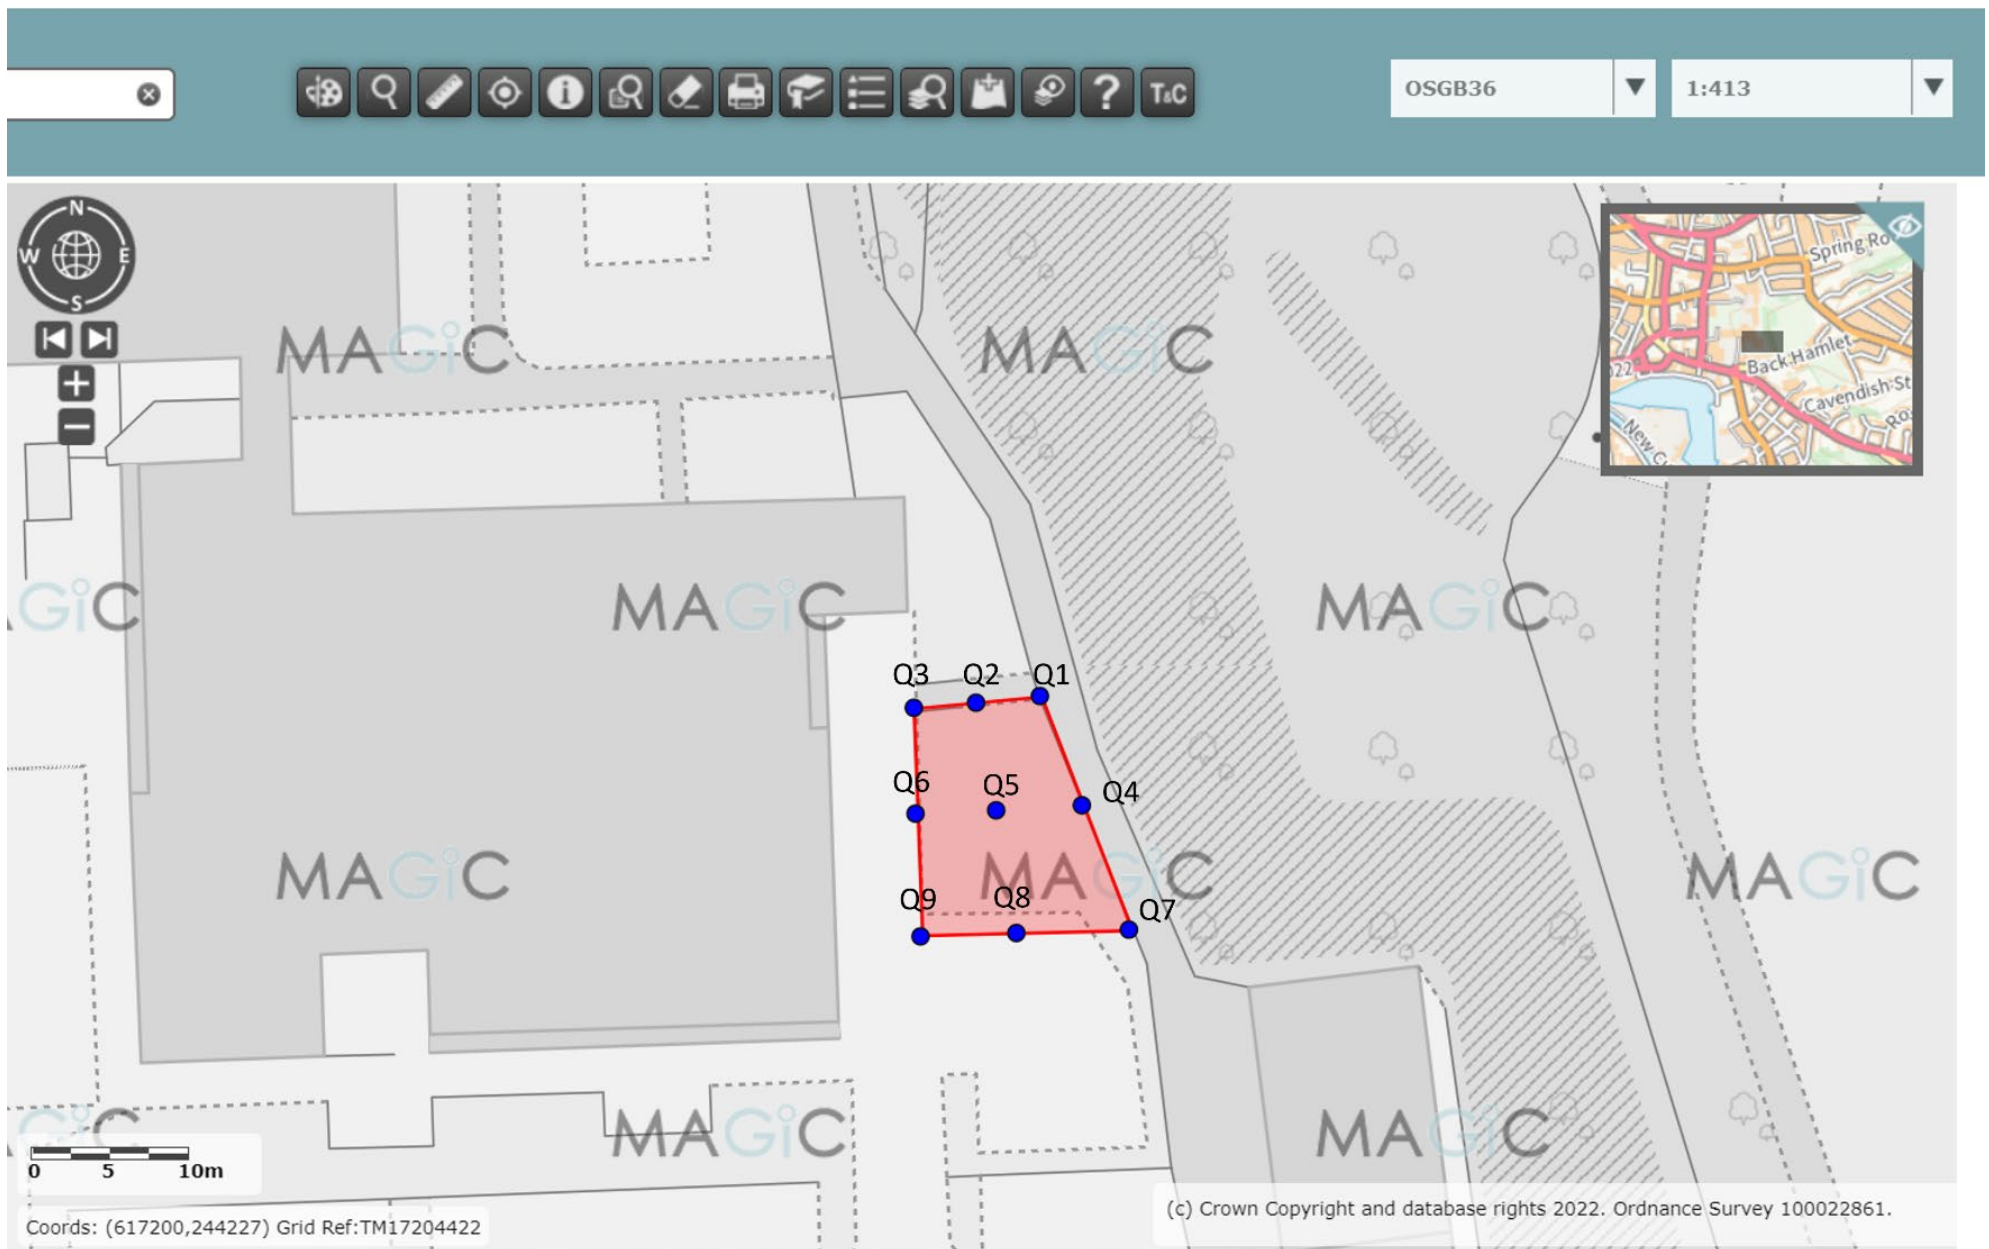 OSGB36
1:413
T&C
N
W E
S
Spring Ro
Back Hamlet
Cavendish St
New C
MAGiC
MAGiC
GiC
MAGiC
MAGiC
Q3 Q2 Q1
Q6 Q5 Q4
MAGiC
MAGiC
MAGiC
Q9 Q8 Q7
MAGiC
MAGiC
GiC
0 5 10m
Coords: (617200,244227) Grid Ref:TM17204422
(c) Crown Copyright and database rights 2022. Ordnance Survey 100022861.